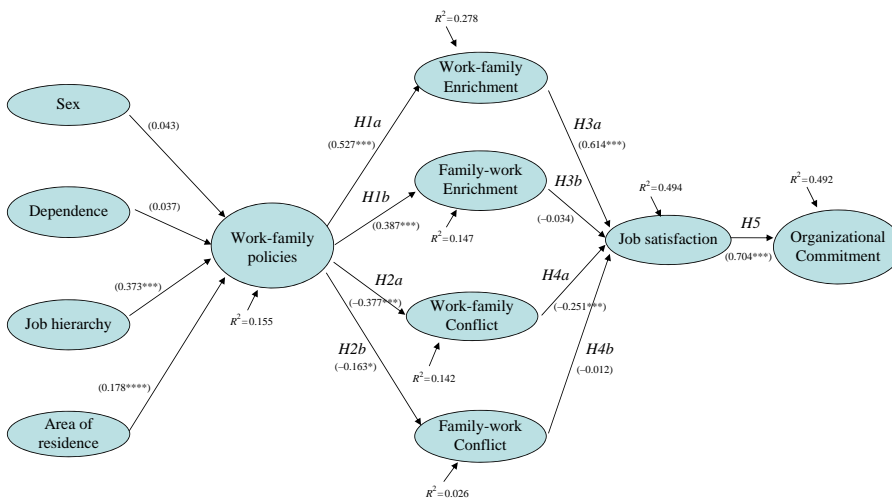 R²=0.278
Work-family
Enrichment
Sex
(0.043)
H1a
(0.527***)
H3a
(0.614***)
Family-work
Enrichment
H1b
(0.387***)
R²=0.147
H3b
(−0.034)
Dependence
(0.037)
Work-family
policies
R²=0.155
R²=0.494
Job satisfaction
H5
(0.704***)
R²=0.492
Organizational
Commitment
Job hierarchy
(0.373***)
H2a
(−0.377***)
Work-family
Conflict
R²=0.142
H4a
(−0.251***)
H2b
(−0.163*)
H4b
(−0.012)
Area of
residence
(0.178****)
Family-work
Conflict
R²=0.026